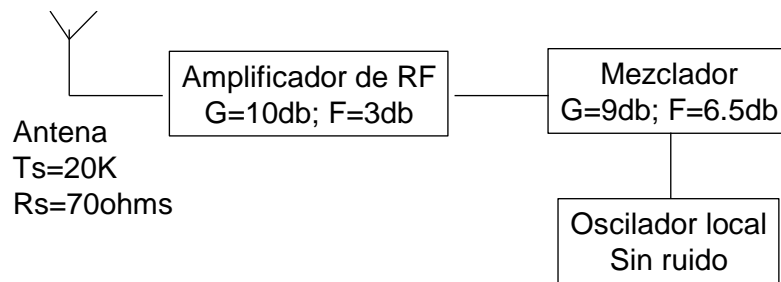 Amplificador de RF
G=10db; F=3db
Mezclador
G=9db; F=6.5db
Antena
Ts=20K
Rs=70ohms
Oscilador local
Sin ruido